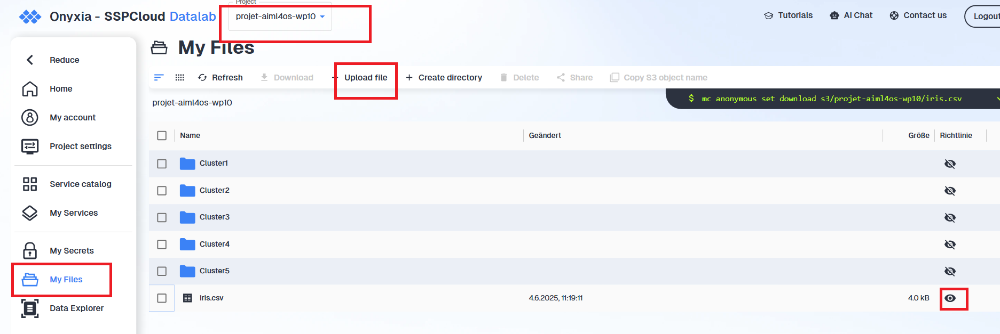 Project
Onyxia - SSPCloud Datalab
projet-aiml4os-wp10
Tutorials
AI Chat
Contact us
Logout
My Files
Reduce
Home
My account
Project settings
Service catalog
My Services
My Secrets
My Files
Data Explorer
Refresh
Download
+ Upload file
+ Create directory
Delete
Share
Copy S3 object name
projet-aiml4os-wp10
$ mc anonymous set download s3/projet-aiml4os-wp10/iris.csv
Name Geändert Größe Richtlinie
Cluster1
Cluster2
Cluster3
Cluster4
Cluster5
iris.csv 4.6.2025, 11:19:11 4.0 kB